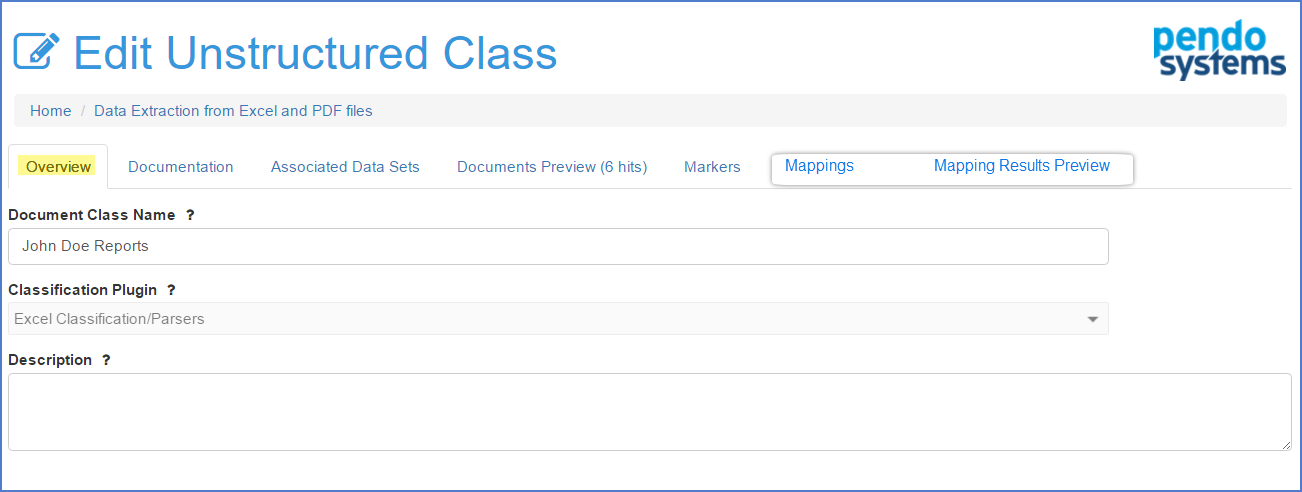 Edit Unstructured Class
pendo
systems
Home / Data Extraction from Excel and PDF files
Overview Documentation Associated Data Sets Documents Preview (6 hits) Markers Mappings Mapping Results Preview
Document Class Name ?
John Doe Reports
Classification Plugin ?
Excel Classification/Parsers
Description ?